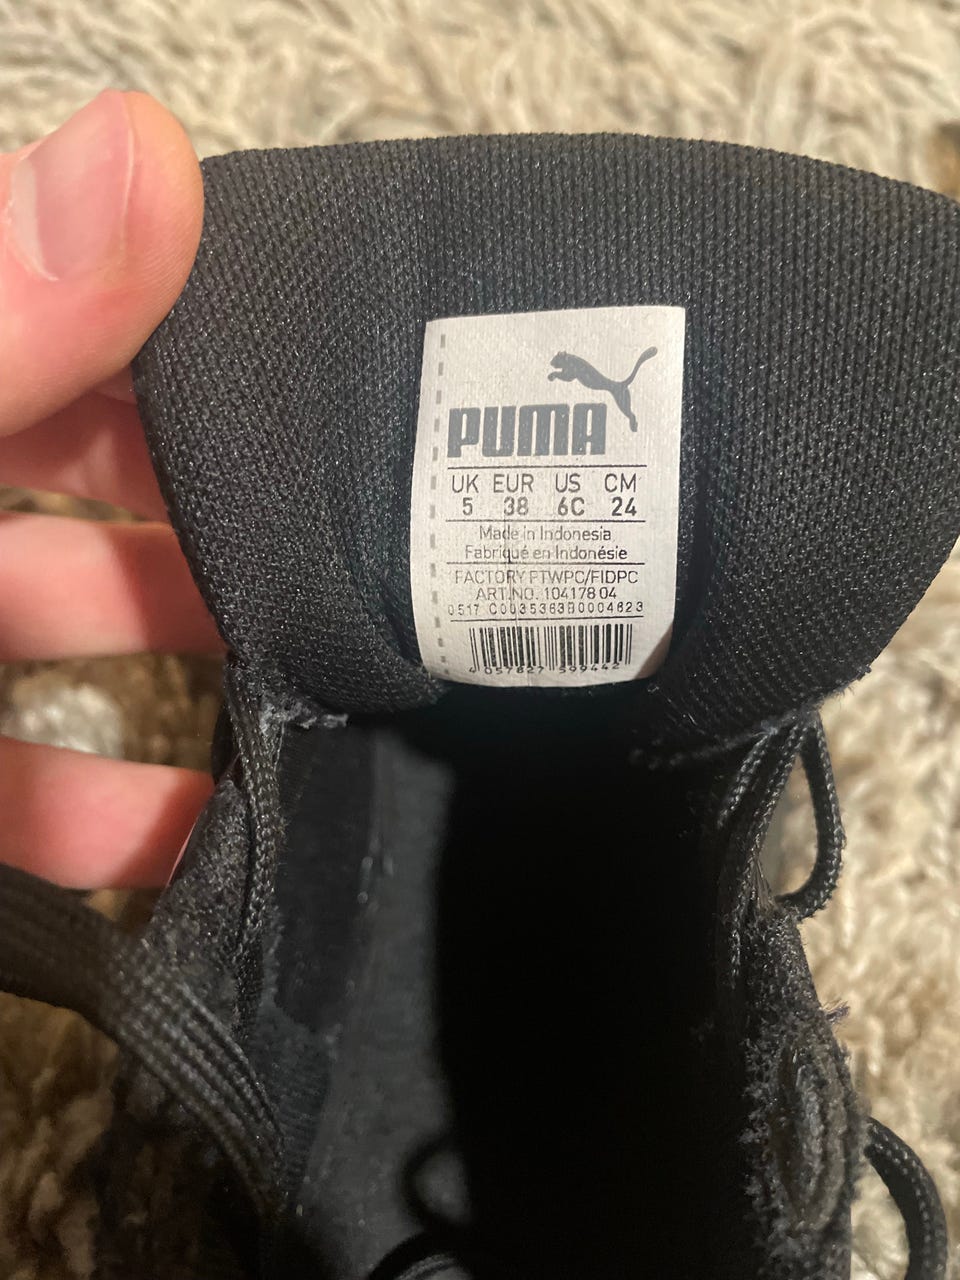 PUMA
UK EUR US CM
5 38 6C 24
Made in Indonesia
Fabriqué en Indonésie
FACTORY PTWPC/FIDPC
ART.NO. 104178 04
0517 C0035363B0004623
4 057827 599442